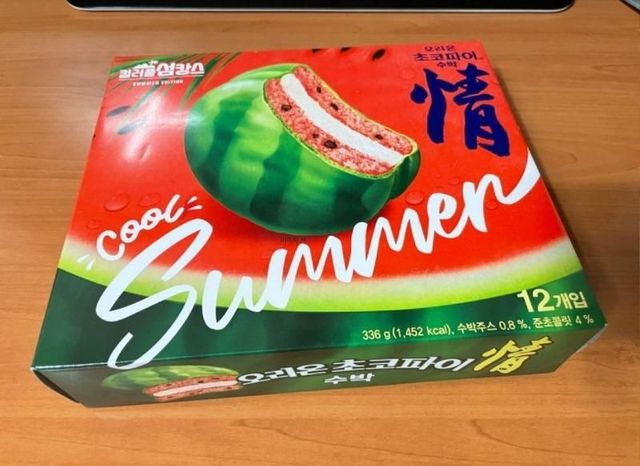 컬러풀섬캉스
SUMMER EDITION
오리온
초코파이
수박
情
COOL
Summer
12개입
336 g (1,452 kcal), 수박주스 0.8 %, 준초콜릿 4 %
오리온 초코파이 情
수박